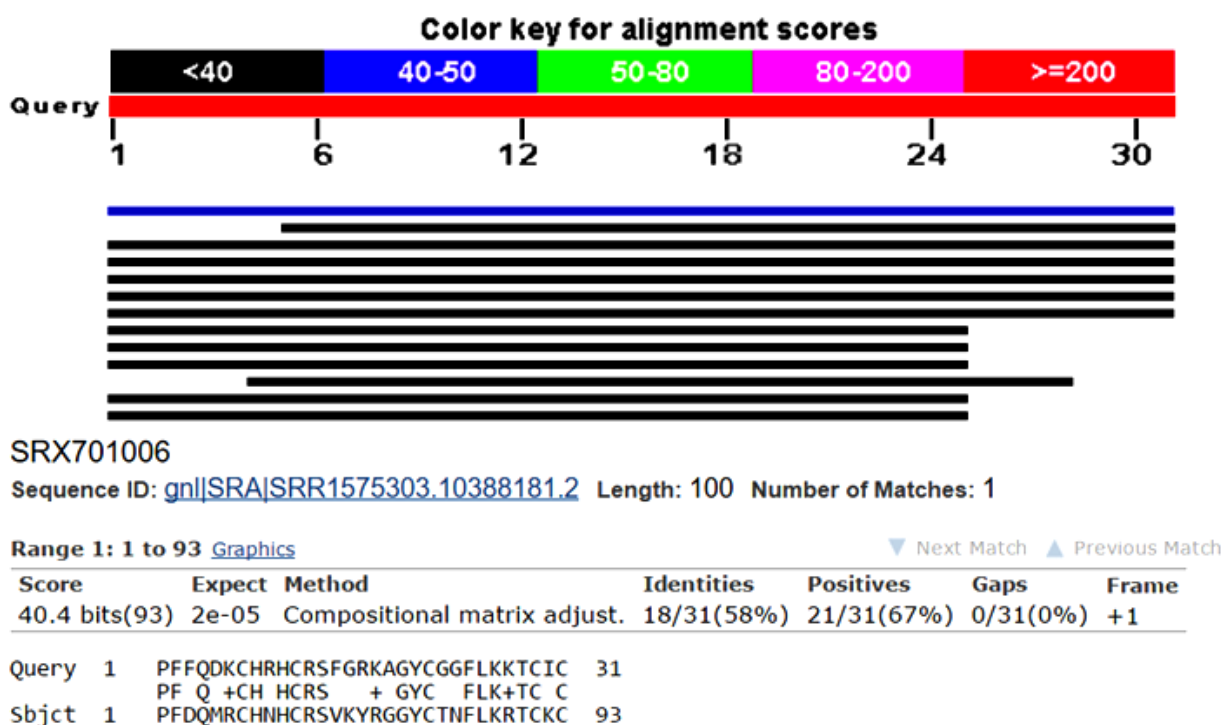 Color key for alignment scores
<40 40-50 50-80 80-200 >=200
Query
1 6 12 18 24 30
SRX701006
Sequence ID: gnl|SRA|SRR1575303.10388181.2 Length: 100 Number of Matches: 1
Range 1: 1 to 93 Graphics ▼ Next Match ▲ Previous Match
Score Expect Method Identities Positives Gaps Frame
40.4 bits(93) 2e-05 Compositional matrix adjust. 18/31(58%) 21/31(67%) 0/31(0%) +1
Query 1 PFFQDKCHRHCRSFGRKAGYCGGFLKKTCIC 31
PF Q +CH HCRS + GYC FLK+TC C
Sbjct 1 PFDQMRCHNHCRSVKYRGGYCTNFLKRTCKC 93